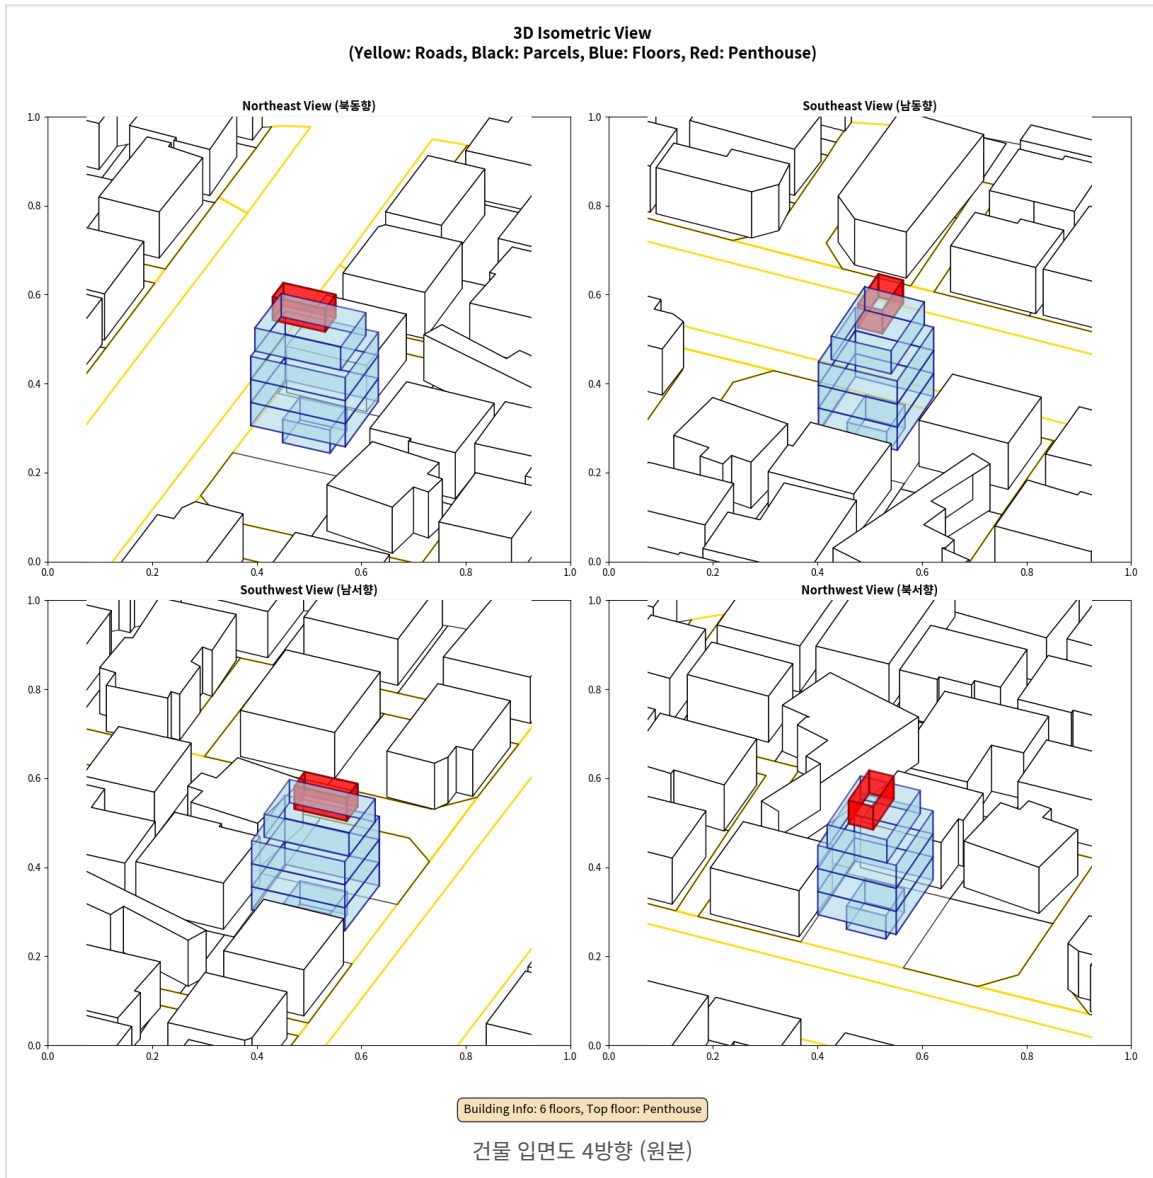 3D Isometric View
(Yellow: Roads, Black: Parcels, Blue: Floors, Red: Penthouse)
Northeast View (북동향)
1.0
0.8
0.6
0.4
0.2
0.0
0.0 0.2 0.4 0.6 0.8 1.0
Southeast View (남동향)
1.0
0.8
0.6
0.4
0.2
0.0
0.0 0.2 0.4 0.6 0.8 1.0
Southwest View (남서향)
1.0
0.8
0.6
0.4
0.2
0.0
0.0 0.2 0.4 0.6 0.8 1.0
Northwest View (북서향)
1.0
0.8
0.6
0.4
0.2
0.0
0.0 0.2 0.4 0.6 0.8 1.0
Building Info: 6 floors, Top floor: Penthouse
건물 입면도 4방향 (원본)